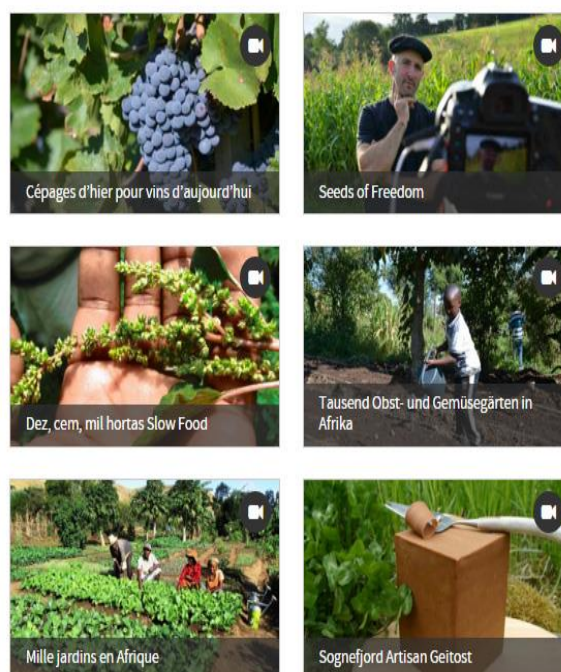 Cépages d'hier pour vins d'aujourd'hui
Seeds of Freedom
Dez, cem, mil hortas Slow Food
Tausend Obst- und Gemüsegärten in
Afrika
Mille jardins en Afrique
Sognefjord Artisan Geitost